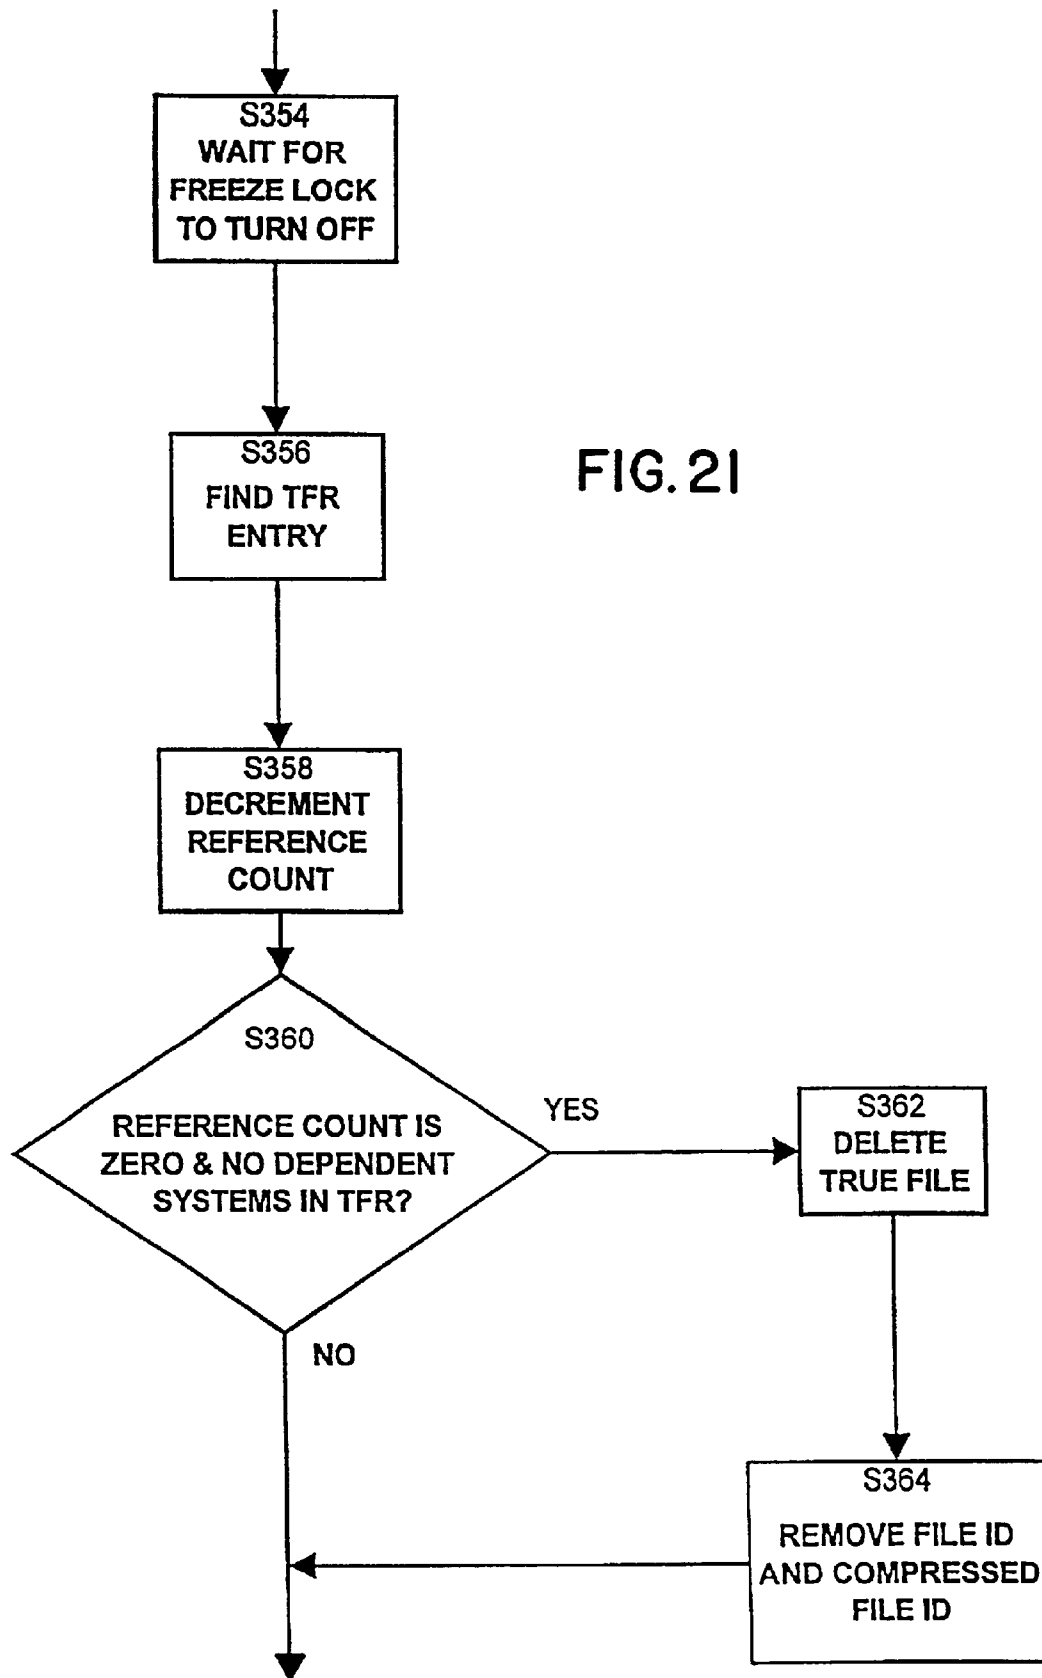 S354
WAIT FOR
FREEZE LOCK
TO TURN OFF
S356
FIND TFR
ENTRY
FIG. 21
S358
DECREMENT
REFERENCE
COUNT
S360
REFERENCE COUNT IS
ZERO & NO DEPENDENT
SYSTEMS IN TFR?
YES
S362
DELETE
TRUE FILE
NO
S364
REMOVE FILE ID
AND COMPRESSED
FILE ID